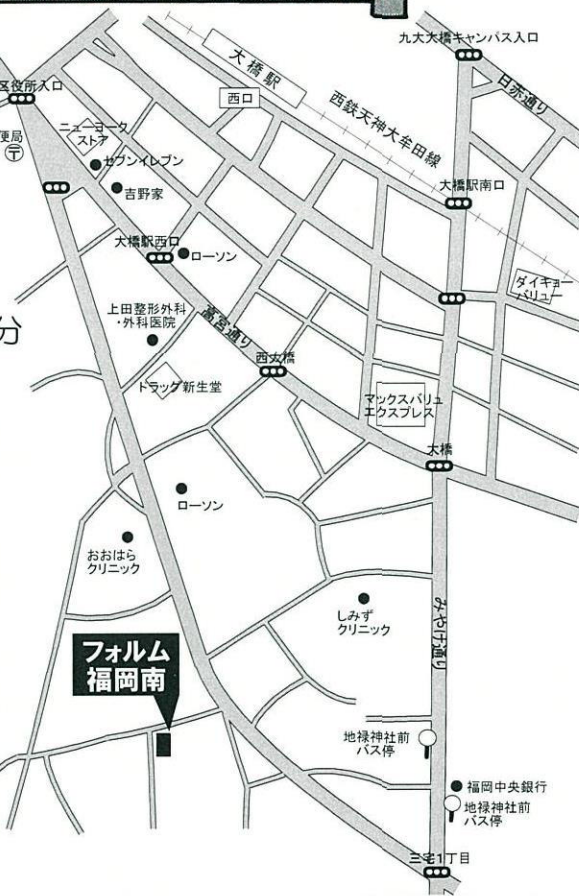 九大大橋キャンパス入口
大橋駅
日赤通り
区役所入口
西口
西鉄天神大牟田線
ニューヨーク
ストア
便局
〒
セブンイレブン
吉野家
大橋駅南口
大橋駅西口
ローソン
ダイキョー
バリュー
上田整形外科
・外科医院
高宮通り
分
西大橋
トラッグ新生堂
マックスバリュ
エクスプレス
大橋
ローソン
おおはら
クリニック
しみず
クリニック
みやけ通り
フォルム
福岡南
地禄神社前
バス停
福岡中央銀行
地禄神社前
バス停
三宅1丁目